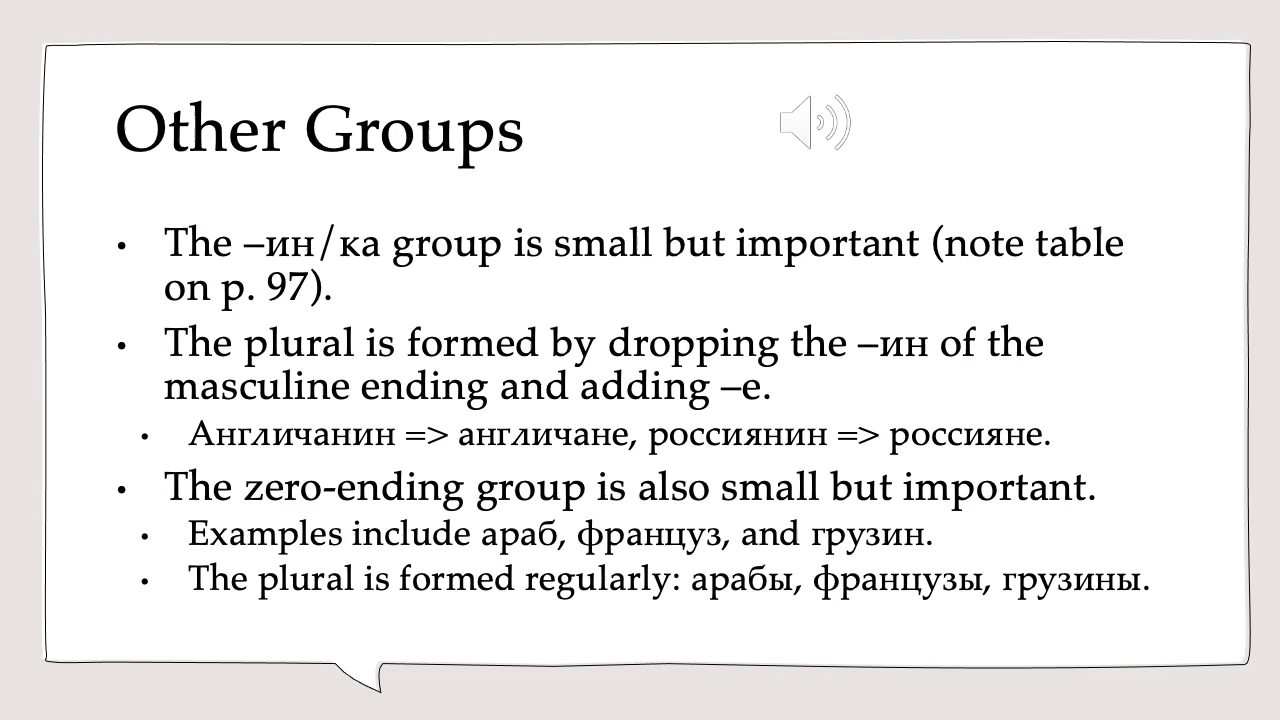 Other Groups
• The –ин/ка group is small but important (note table
on p. 97).
• The plural is formed by dropping the –ин of the
masculine ending and adding –е.
• Англичанин => англичане, россиянин => россияне.
• The zero-ending group is also small but important.
• Examples include араб, француз, and грузин.
• The plural is formed regularly: арабы, французы, грузины.